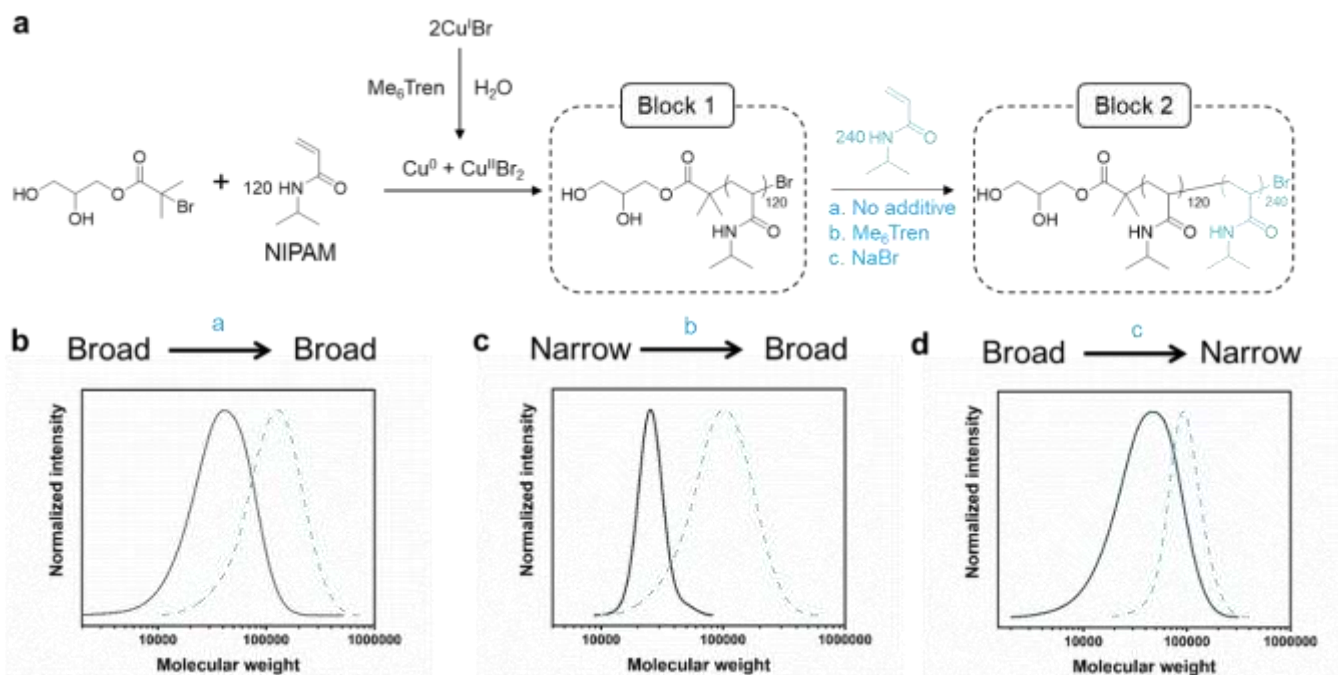 a
2CuᴵBr
Me₆Tren H₂O
Cu⁰ + CuᴵᴵBr₂
HO
OH
O
O
Br
+
120 HN O
NIPAM
Block 1
HO
OH
O
O
Br
120
HN O
240 HN O
a. No additive
b. Me₆Tren
c. NaBr
Block 2
HO
OH
O
O
120
Br
240
HN O HN O
b
Broad a Broad
Normalized intensity
10000 100000 1000000
Molecular weight
c
Narrow b Broad
Normalized intensity
10000 100000 1000000
Molecular weight
d
Broad c Narrow
Normalized intensity
10000 100000 1000000
Molecular weight